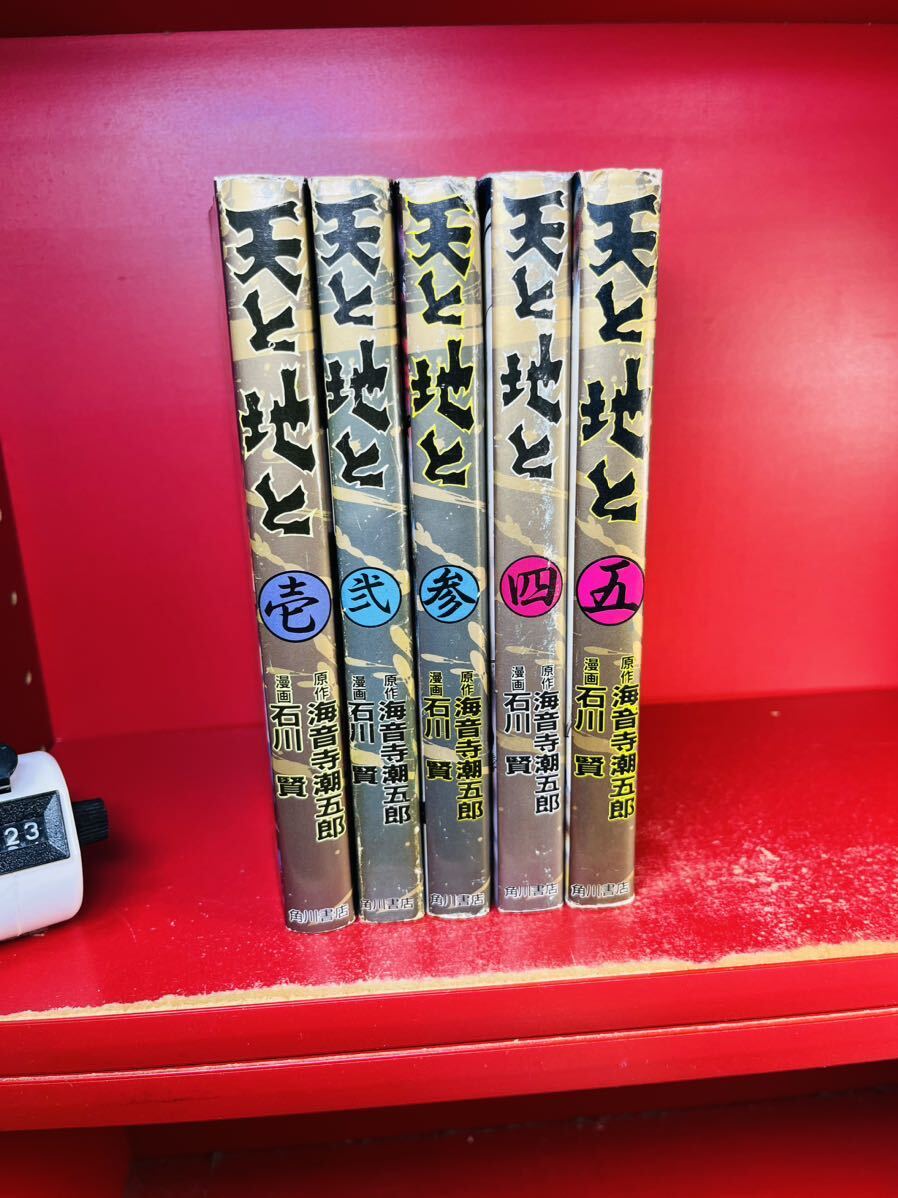 天と地と
壱
原作 海音寺潮五郎
漫画 石川 賢
角川書店
天と地と
弐
原作 海音寺潮五郎
漫画 石川 賢
角川書店
天と地と
参
原作 海音寺潮五郎
漫画 石川 賢
角川書店
天と地と
四
原作 海音寺潮五郎
漫画 石川 賢
角川書店
天と地と
五
原作 海音寺潮五郎
漫画 石川 賢
角川書店
23